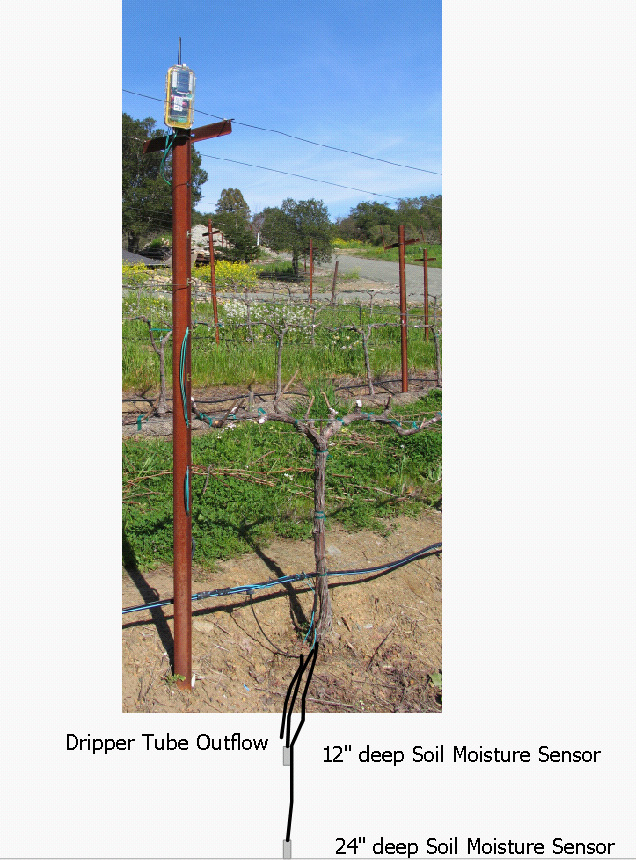 Dripper Tube Outflow
12" deep Soil Moisture Sensor
24" deep Soil Moisture Sensor